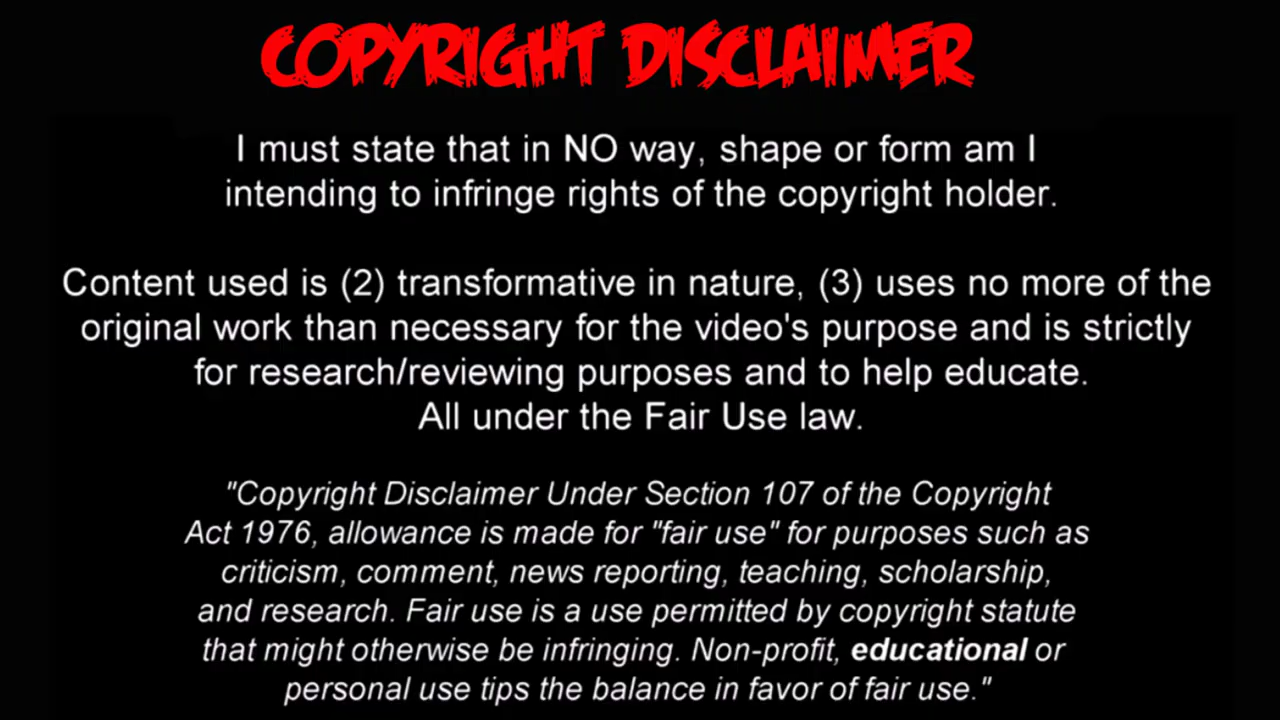 COPYRIGHT DISCLAIMER
I must state that in NO way, shape or form am I
intending to infringe rights of the copyright holder.
Content used is (2) transformative in nature, (3) uses no more of the
original work than necessary for the video's purpose and is strictly
for research/reviewing purposes and to help educate.
All under the Fair Use law.
"Copyright Disclaimer Under Section 107 of the Copyright
Act 1976, allowance is made for "fair use" for purposes such as
criticism, comment, news reporting, teaching, scholarship,
and research. Fair use is a use permitted by copyright statute
that might otherwise be infringing. Non-profit, educational or
personal use tips the balance in favor of fair use."